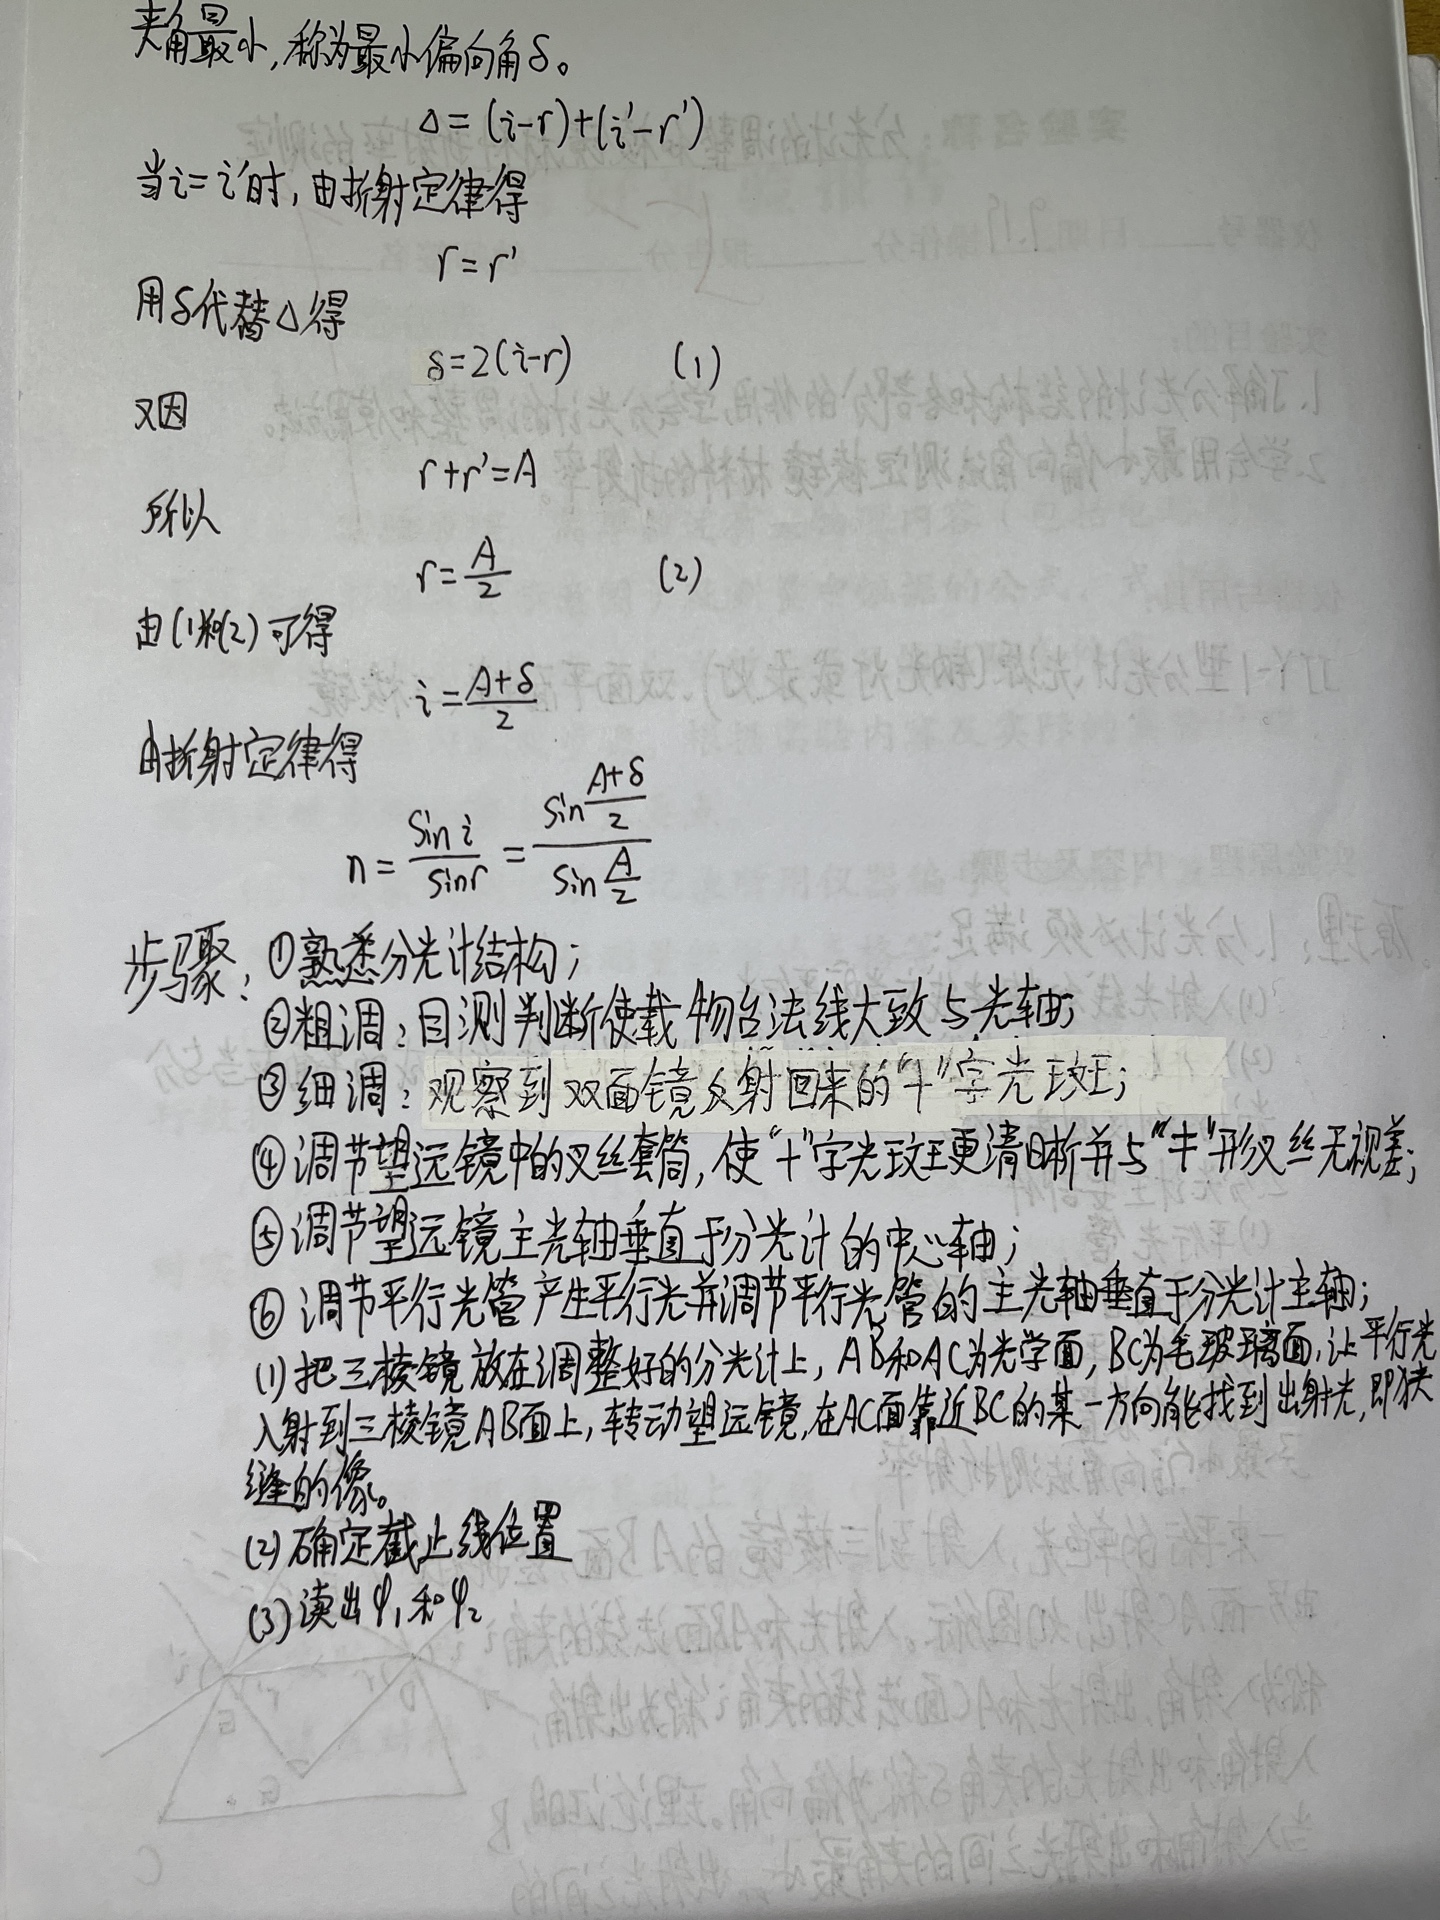 夹角最小,称为最小偏向角δ。
Δ=(i-r)+(i'-r')
当i=i'时,由折射定律得
r=r'
用δ代替Δ得
δ=2(i-r) (1)
又因
r+r'=A
所以
r=A/2 (2)
由(1)和(2)可得
i=(A+δ)/2
由折射定律得
n=sin i/sin r=sin((A+δ)/2)/sin(A/2)
步骤:①熟悉分光计结构;
②粗调:目测判断使载物台法线大致与光轴;
③细调:观察到双面镜反射回来的"十"字光斑;
④调节望远镜中的叉丝套筒,使"十"字光斑更清晰并与"丰"形叉丝无视差;
⑤调节望远镜主光轴垂直于分光计的中心轴;
⑥调节平行光管产生平行光并调节平行光管的主光轴垂直于分光计主轴;
(1)把三棱镜放在调整好的分光计上,AB和AC为光学面,BC为毛玻璃面,让平行光
入射到三棱镜AB面上,转动望远镜,在AC面靠近BC的某一方向能找到出射光,即狭
缝的像。
(2)确定截止线位置
(3)读出φ₁和φ₂